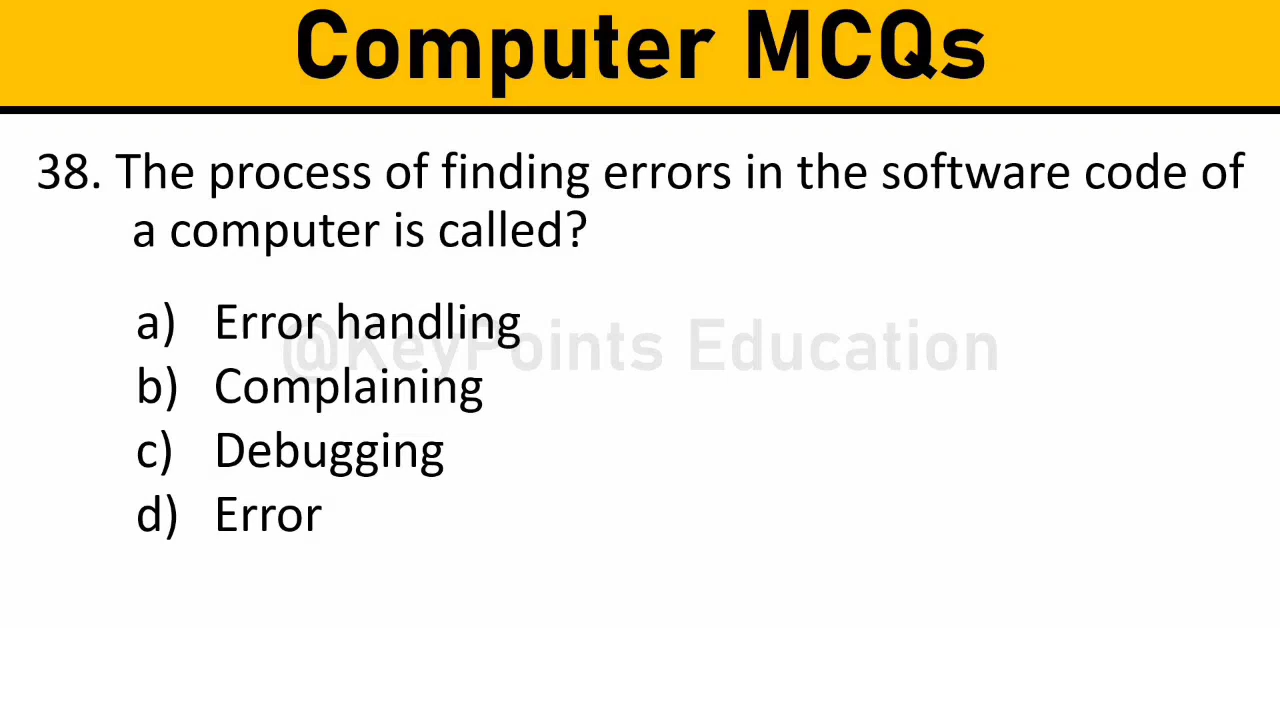 Computer MCQs
38. The process of finding errors in the software code of
a computer is called?
a) Error handling
@KeyPoints Education
b) Complaining
c) Debugging
d) Error